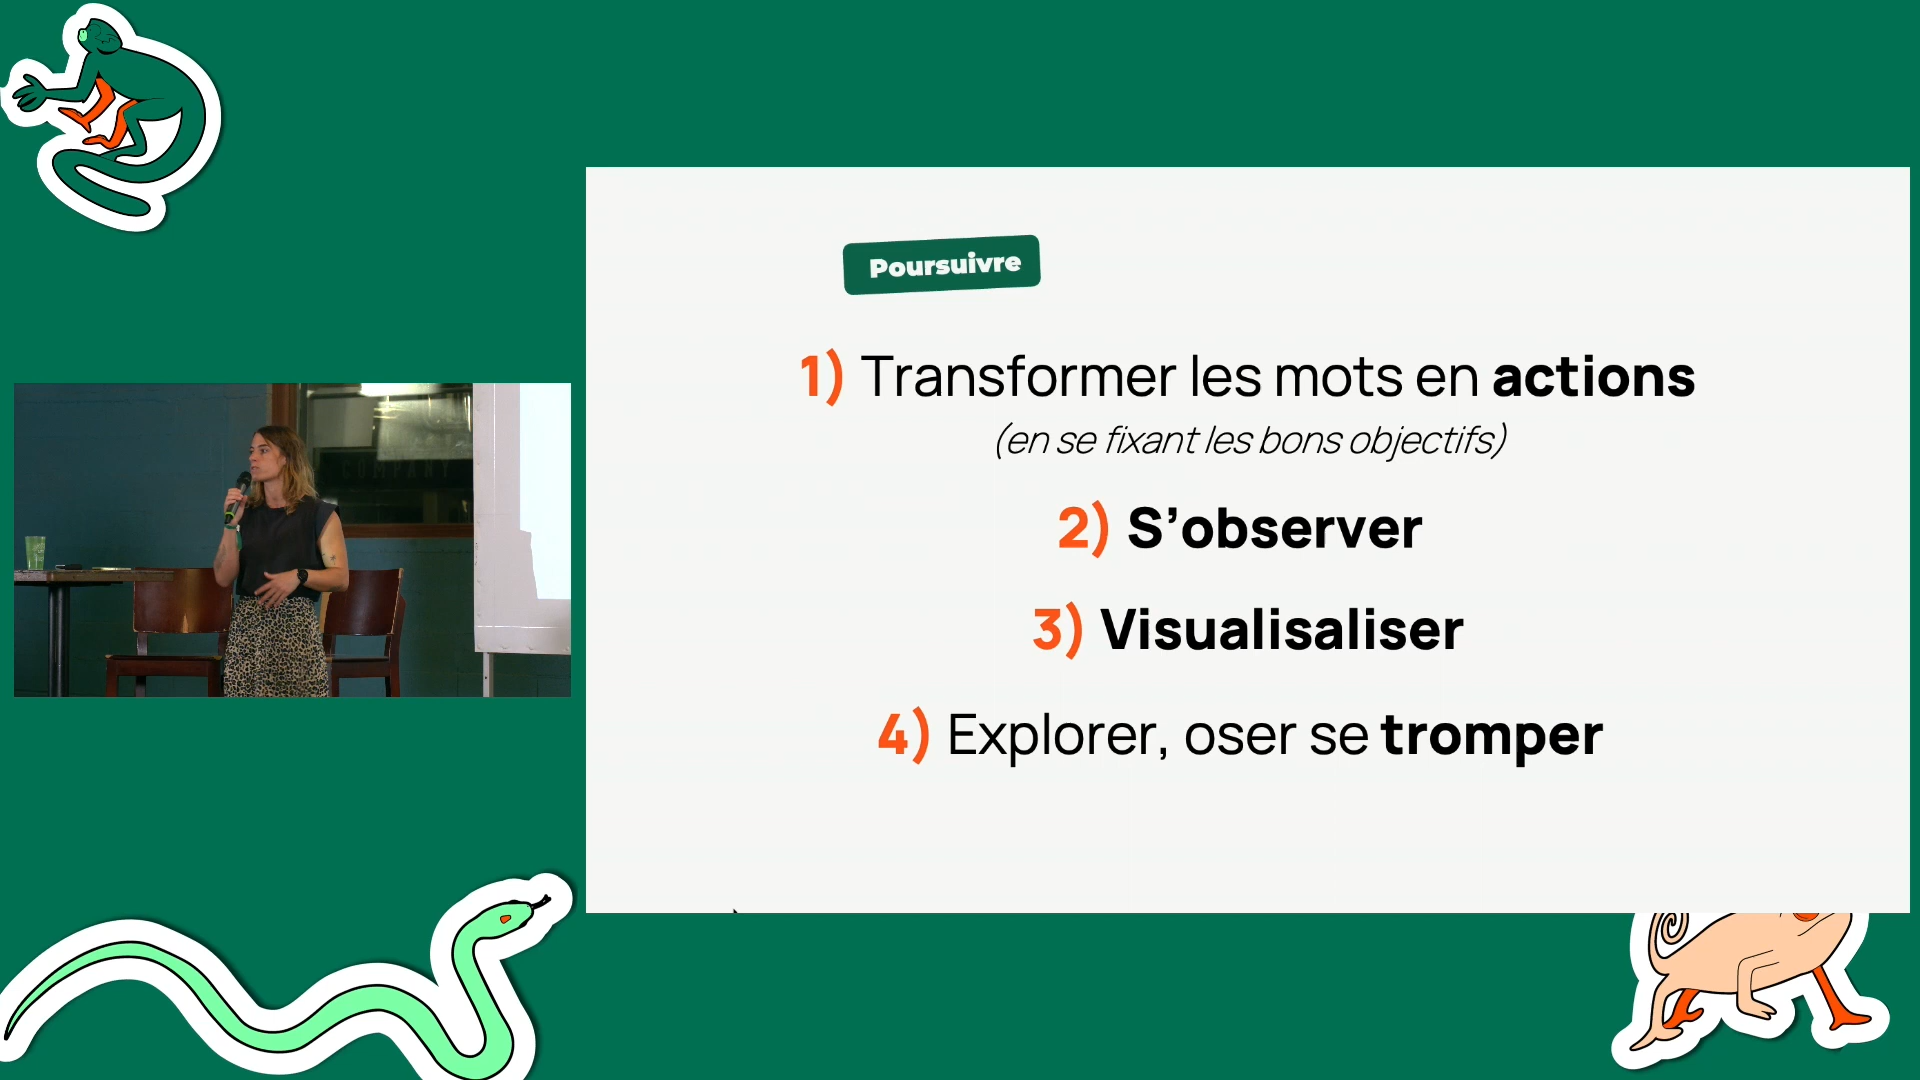 Poursuivre
1) Transformer les mots en actions
(en se fixant les bons objectifs)
2) S’observer
3) Visualisaliser
4) Explorer, oser se tromper
COMPANY